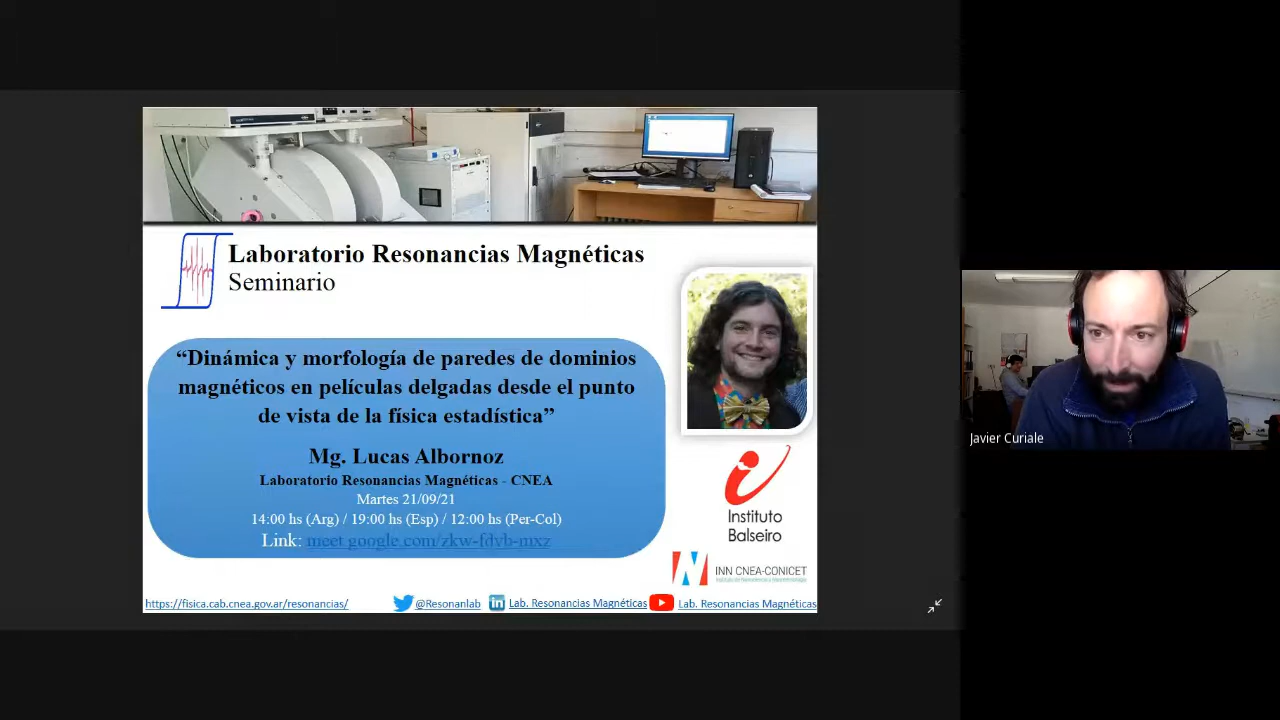 Laboratorio Resonancias Magnéticas
Seminario
“Dinámica y morfología de paredes de dominios
magnéticos en películas delgadas desde el punto
de vista de la física estadística”
Mg. Lucas Albornoz
Laboratorio Resonancias Magnéticas - CNEA
Martes 21/09/21
14:00 hs (Arg) / 19:00 hs (Esp) / 12:00 hs (Per-Col)
Link: meet.google.com/zkw-fdvb-mxz
Instituto
Balseiro
INN CNEA-CONICET
https://fisica.cab.cnea.gov.ar/resonancias/ @Resonanlab Lab. Resonancias Magnéticas Lab. Resonancias Magnéticas
Javier Curiale